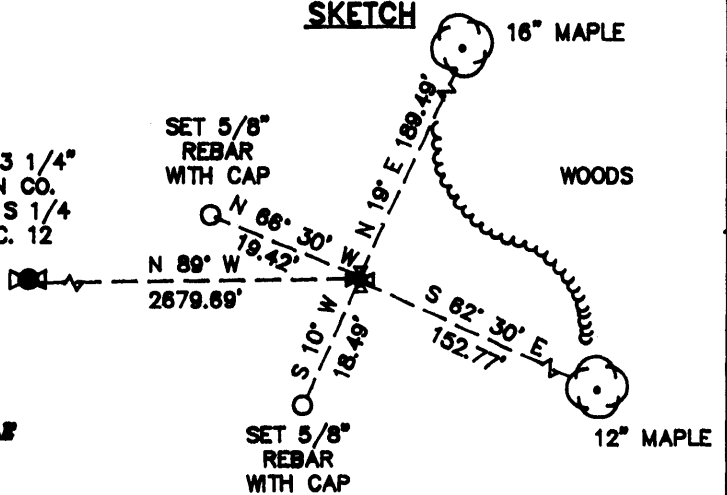 SKETCH
16" MAPLE
SET 5/8"
REBAR
WITH CAP
3 1/4"
N CO.
S 1/4
C. 12
WOODS
N 19° E 189.49'
N 66° 30' W
19.42'
N 89° W
2679.69'
S 10° W
18.49'
S 62° 30' E
152.77'
SET 5/8"
REBAR
WITH CAP
12" MAPLE